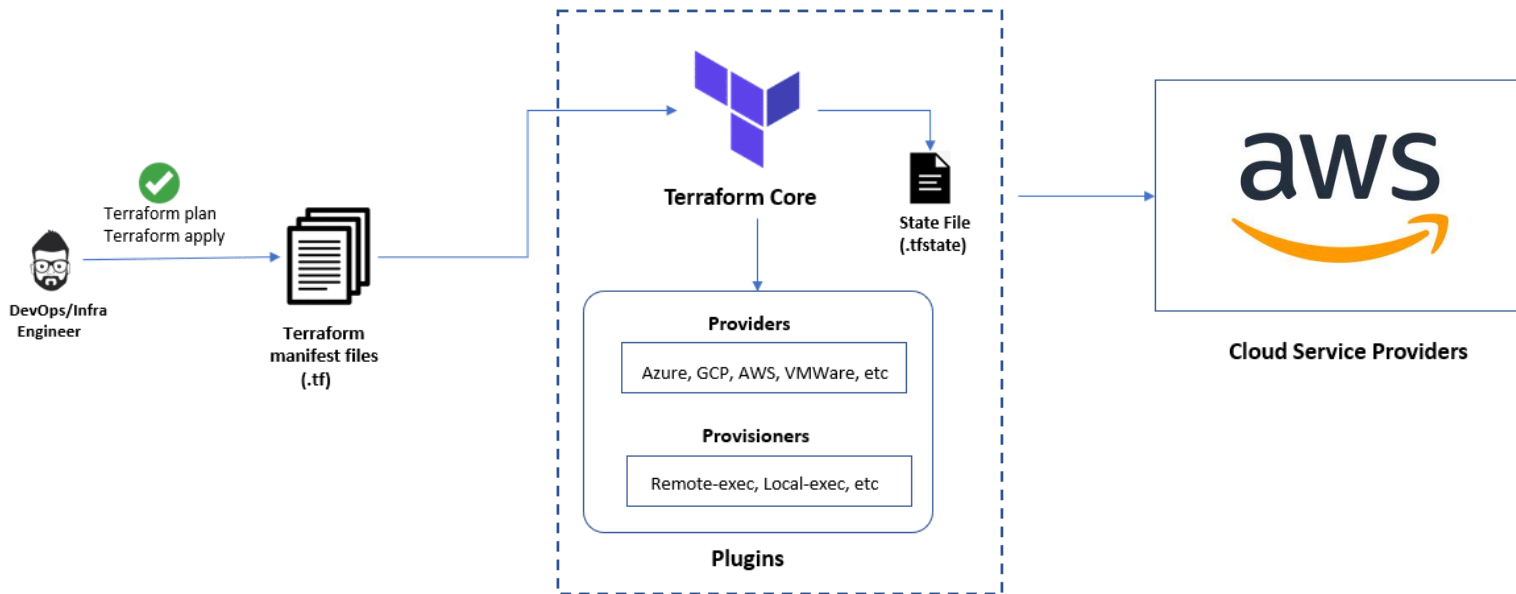 Terraform plan
Terraform apply
DevOps/Infra
Engineer
Terraform
manifest files
(.tf)
Terraform Core
State File
(.tfstate)
Providers
Azure, GCP, AWS, VMWare, etc
Provisioners
Remote-exec, Local-exec, etc
Plugins
aws
Cloud Service Providers